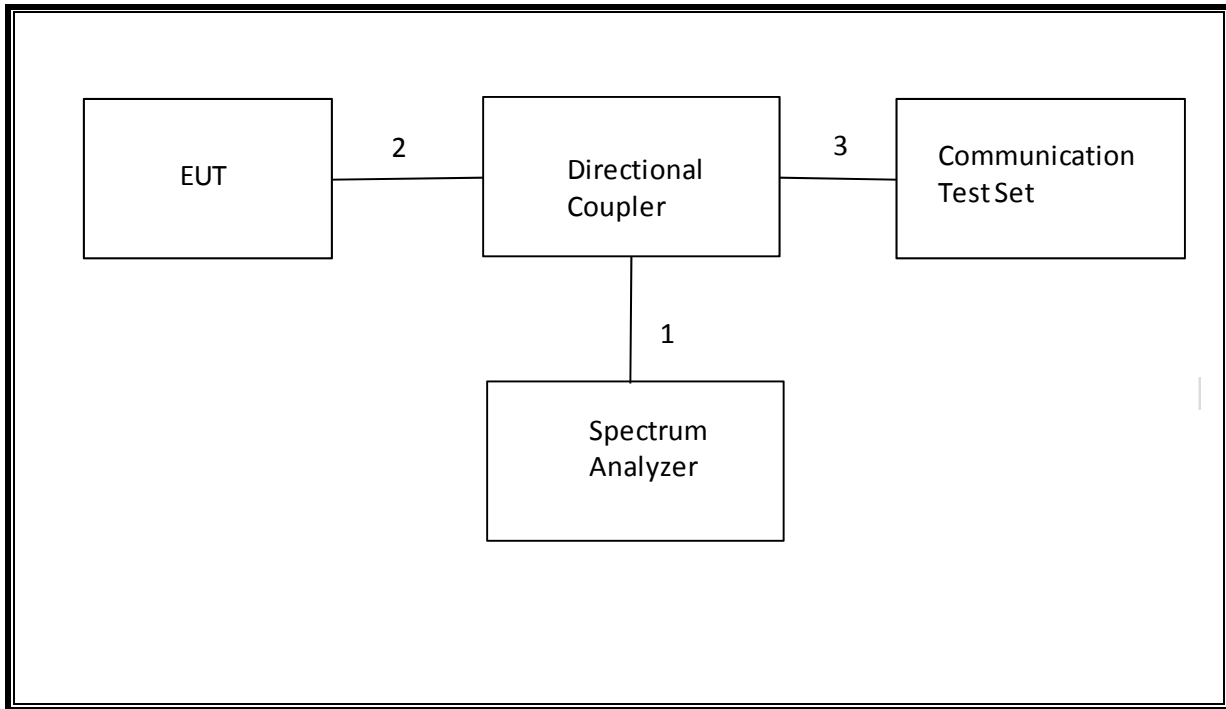 EUT
2
Directional
Coupler
3
Communication
Test Set
1
Spectrum
Analyzer